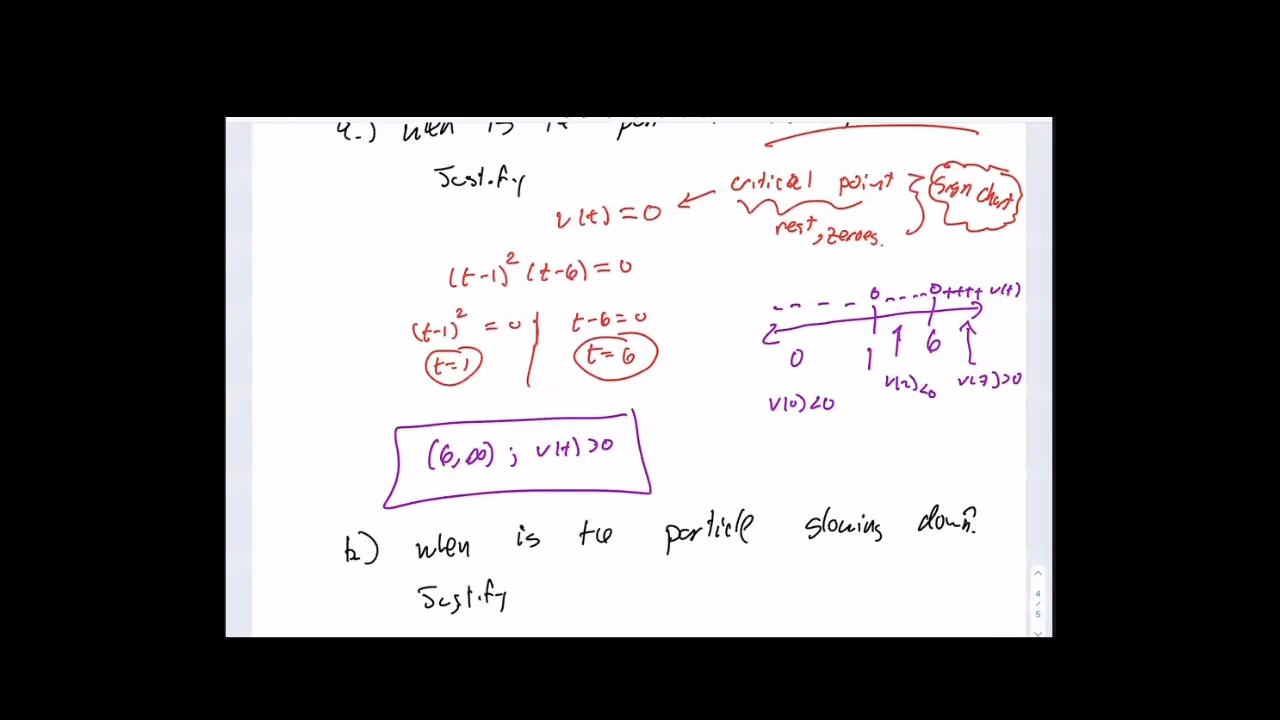 a.) when is
Justify
critical point
sign chart
v(t) = 0
rest, zeroes.
(t-1)² (t-6) = 0
- - - - 0 - - - - 0 ++++ v(t)
(t-1)² = 0
t-6=0
t=1
t=6
0 1 6
v(0)<0
v(2)<0
v(7)>0
(6,∞) ; v(t)>0
b) when is the particle slowing down?
Justify
4
/
5